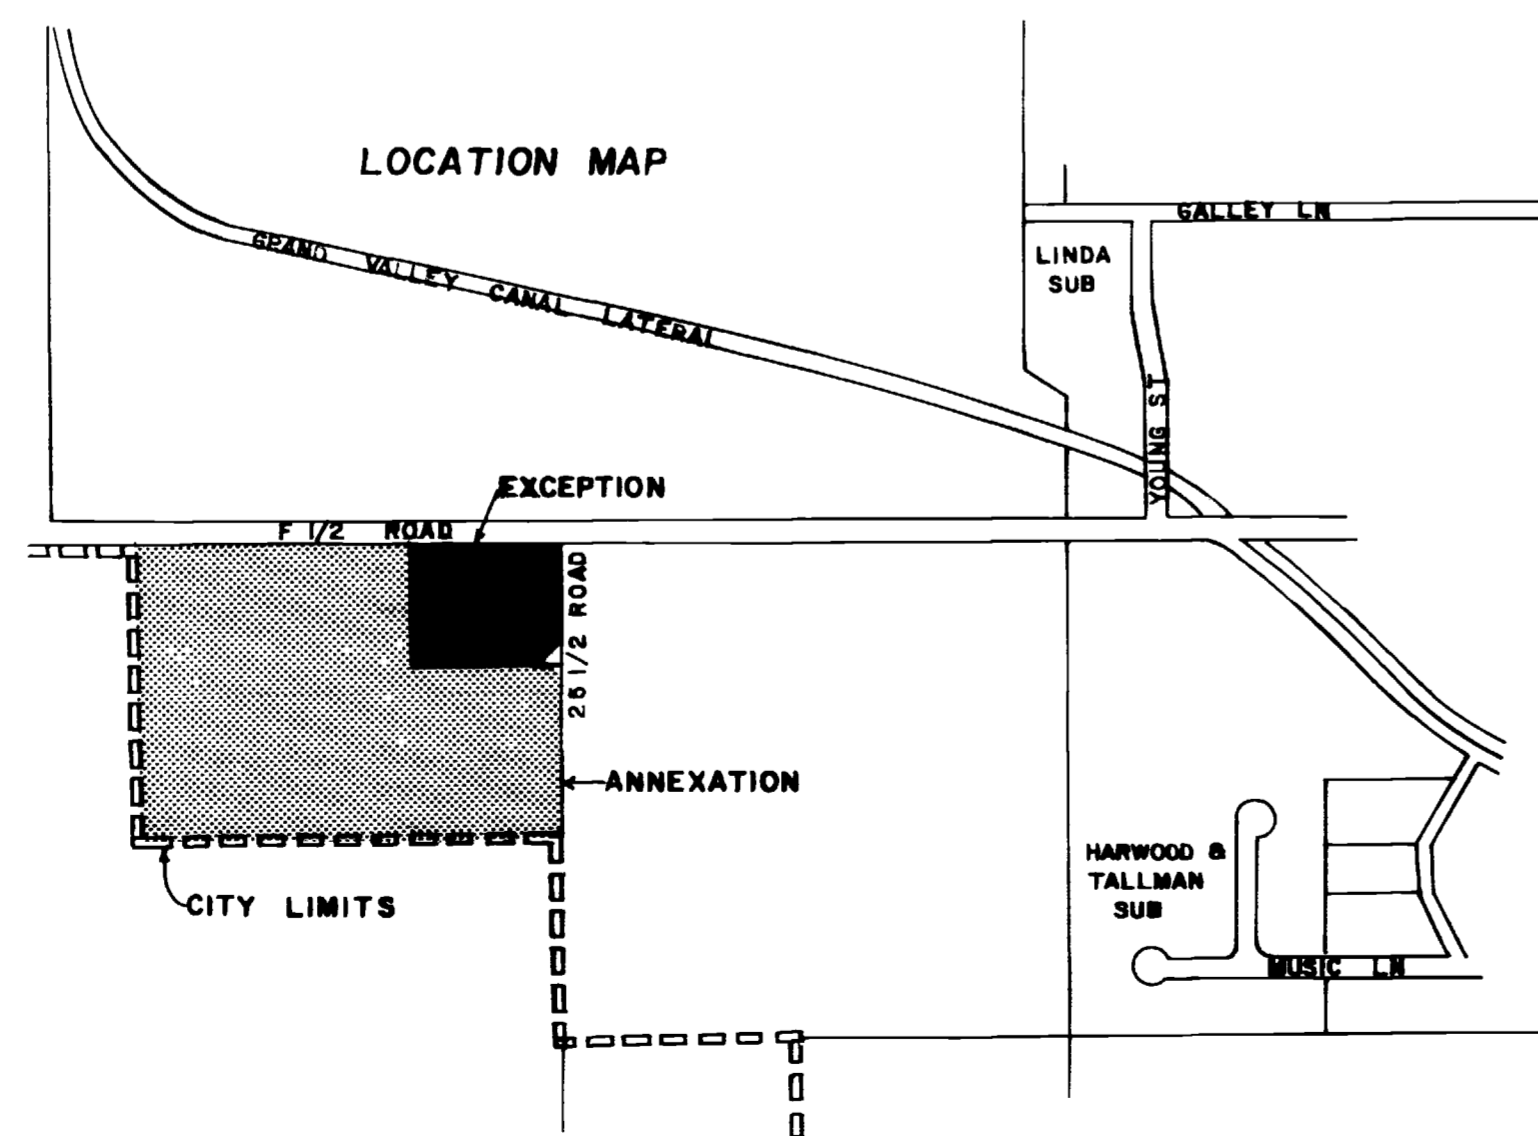 LOCATION MAP
GALLEY LN
GRAND VALLEY CANAL LATERAL
LINDA
SUB
YOUNG ST
EXCEPTION
F 1/2 ROAD
25 1/2 ROAD
ANNEXATION
CITY LIMITS
HARWOOD &
TALLMAN
SUB
MUSIC LN